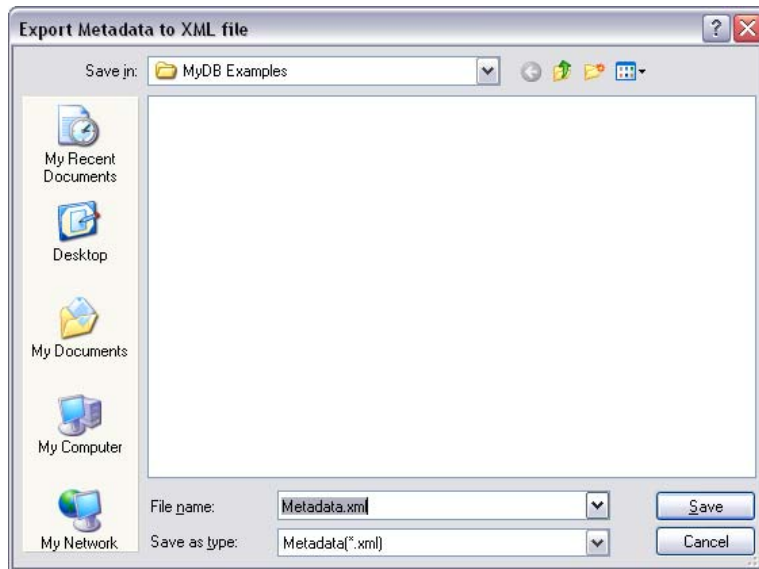 Export Metadata to XML file
?
Save in:
MyDB Examples
My Recent
Documents
Desktop
My Documents
My Computer
My Network
File name:
Metadata.xml
Save
Save as type:
Metadata(*.xml)
Cancel